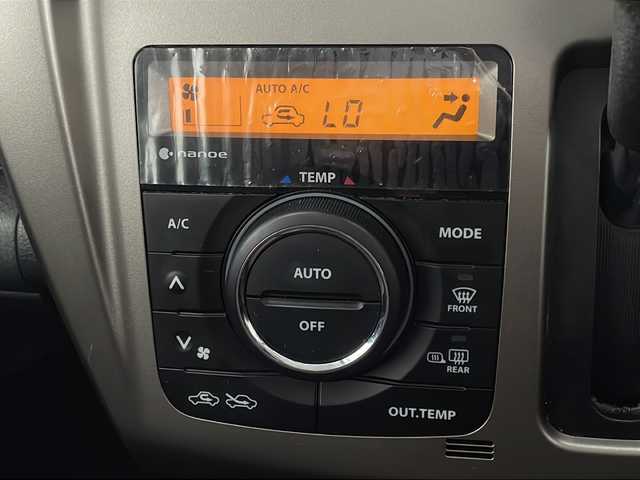 AUTO A/C
LO
nanoe
TEMP
A/C
MODE
AUTO
OFF
FRONT
REAR
OUT.TEMP